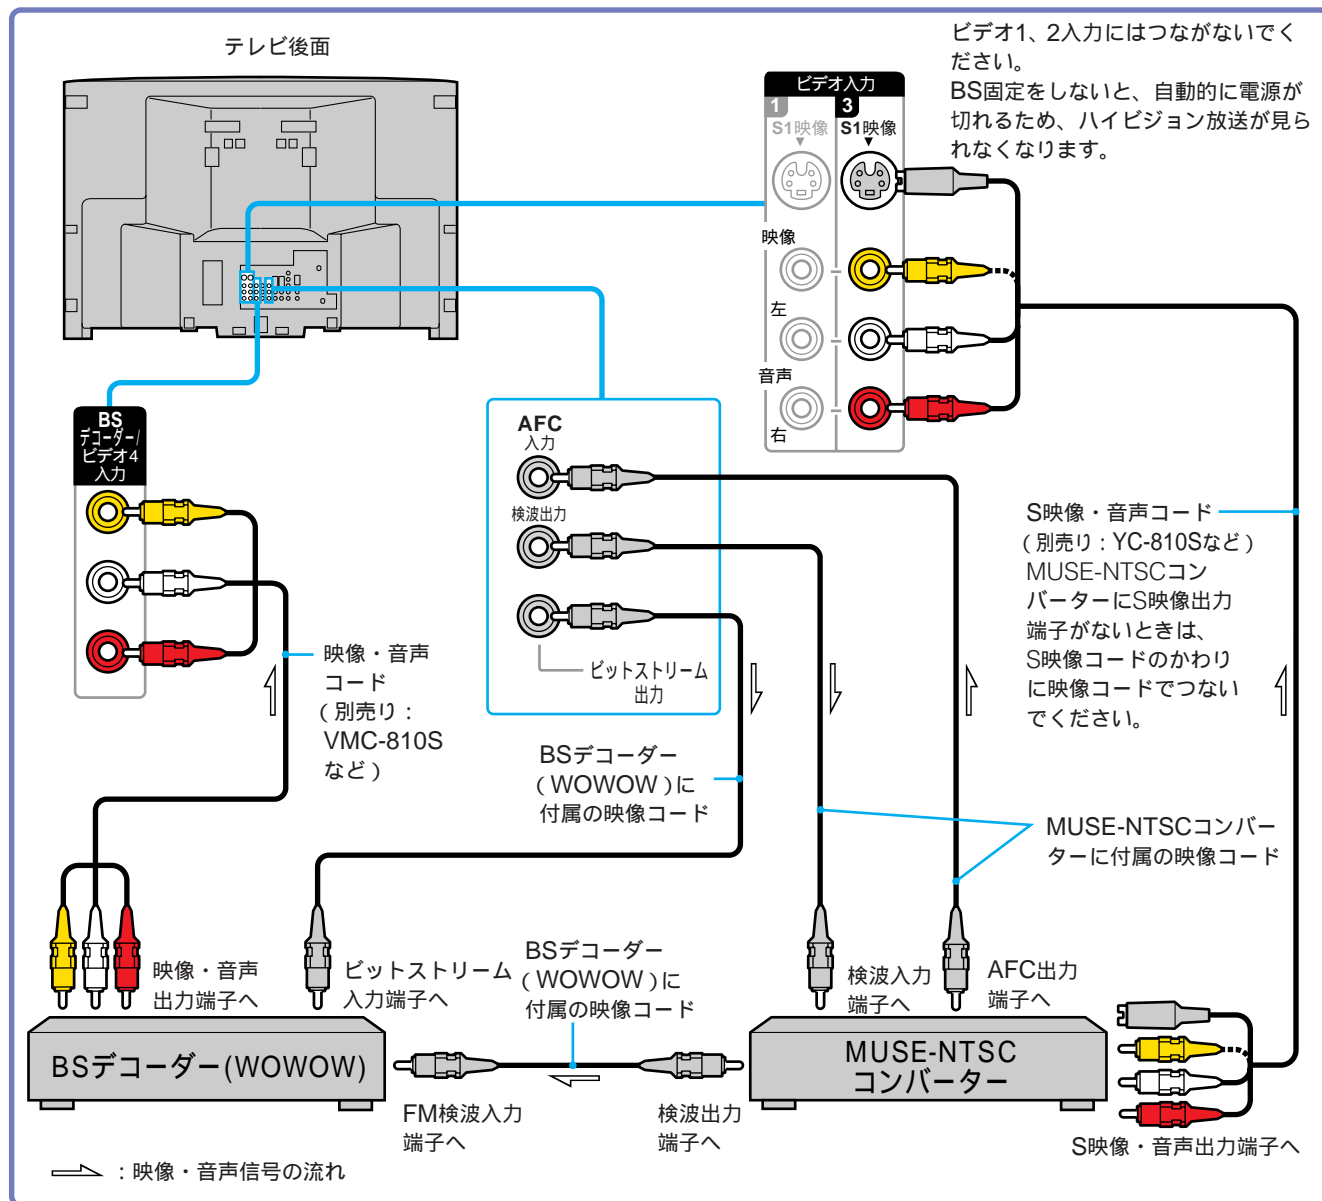 テレビ後面
ビデオ1、2入力にはつながないでく
ださい。
BS固定をしないと、自動的に電源が
切れるため、ハイビジョン放送が見ら
れなくなります。
ビデオ入力
1
3
S1映像
S1映像
映像
左
音声
右
BS
デコーダー/
ビデオ4
入力
AFC
入力
検波出力
ビットストリーム
出力
映像・音声
コード
(別売り:
VMC-810S
など)
S映像・音声コード
(別売り:YC-810Sなど)
MUSE-NTSCコン
バーターにS映像出力
端子がないときは、
S映像コードのかわり
に映像コードでつない
でください。
BSデコーダー
(WOWOW)に
付属の映像コード
MUSE-NTSCコンバー
ターに付属の映像コード
映像・音声
出力端子へ
ビットストリーム
入力端子へ
BSデコーダー
(WOWOW)に
付属の映像コード
検波入力
端子へ
AFC出力
端子へ
BSデコーダー(WOWOW)
MUSE-NTSC
コンバーター
FM検波入力
端子へ
検波出力
端子へ
S映像・音声出力端子へ
:映像・音声信号の流れ